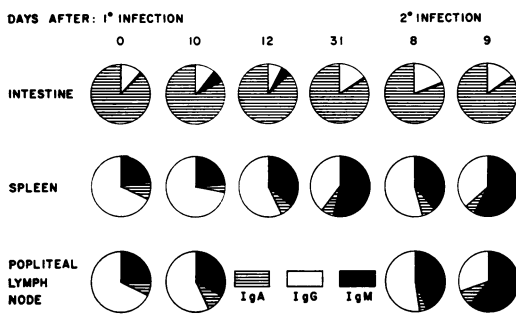 DAYS AFTER: 1° INFECTION 2° INFECTION
0 10 12 31 8 9
INTESTINE
SPLEEN
POPLITEAL
LYMPH
NODE
IgA IgG IgM